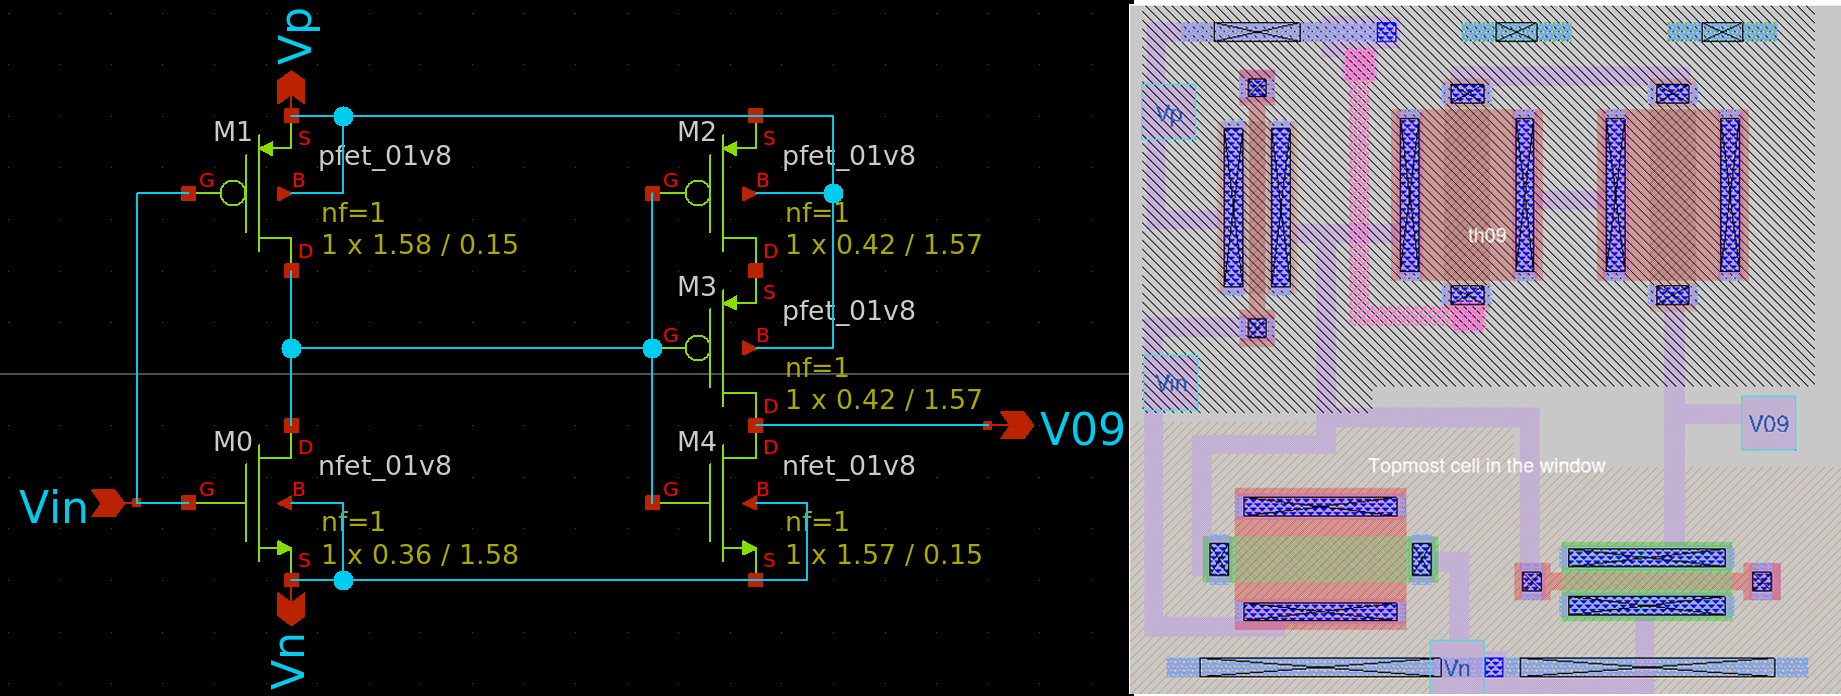 Vp
M1
S
pfet_01v8
G
B
nf=1
1 x 1.58 / 0.15
D
M2
S
pfet_01v8
G
B
nf=1
1 x 0.42 / 1.57
D
M3
S
pfet_01v8
G
B
nf=1
1 x 0.42 / 1.57
D
V09
M0
D
nfet_01v8
Vin
G
B
nf=1
1 x 0.36 / 1.58
S
Vn
M4
D
nfet_01v8
G
B
nf=1
1 x 1.57 / 0.15
S
Vp
th09
Vin
V09
Topmost cell in the window
Vn